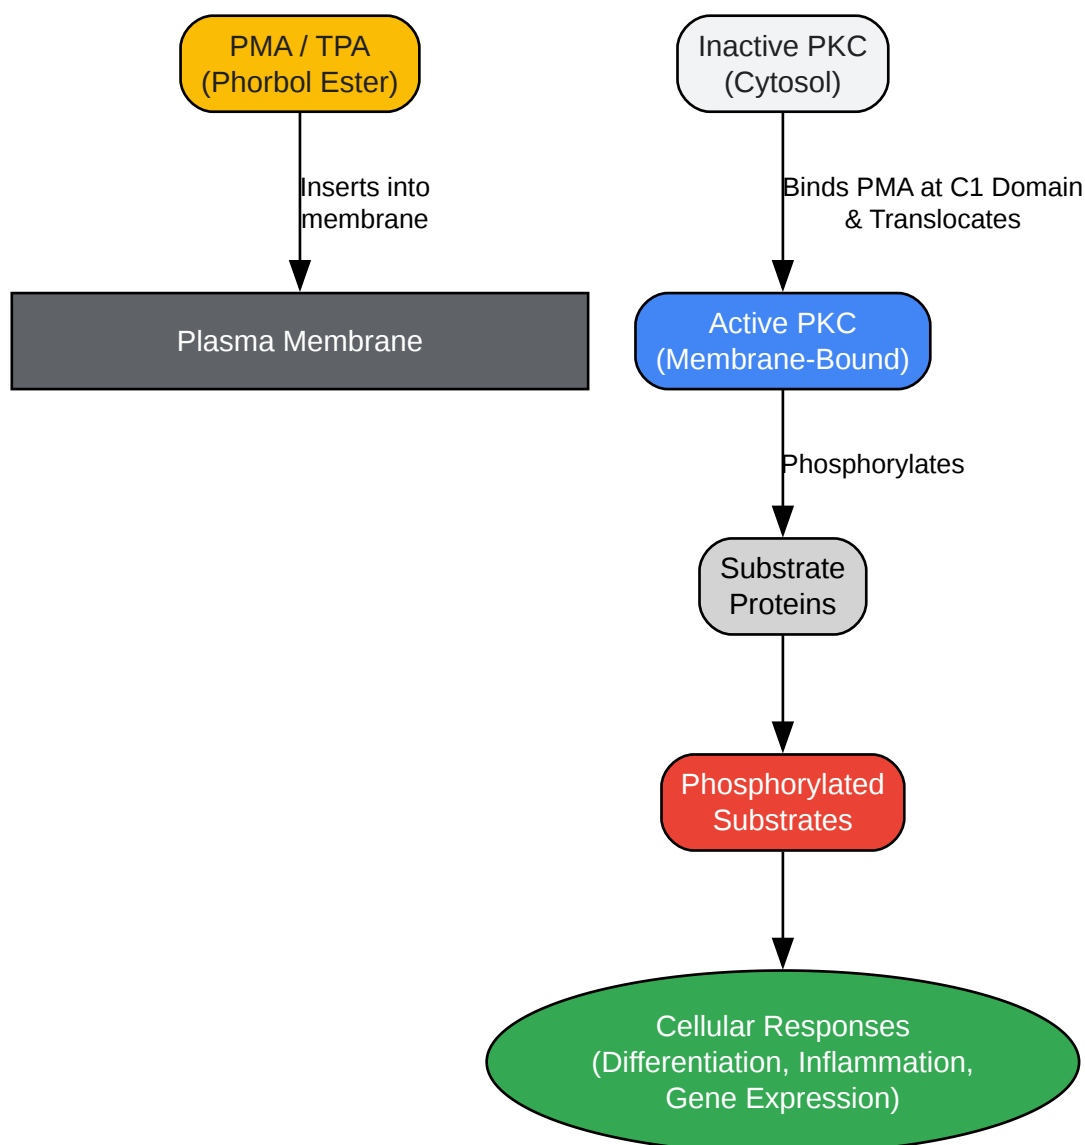 PMA / TPA
(Phorbol Ester)
Inactive PKC
(Cytosol)
Inserts into
membrane
Binds PMA at C1 Domain
& Translocates
Plasma Membrane
Active PKC
(Membrane-Bound)
Phosphorylates
Substrate
Proteins
Phosphorylated
Substrates
Cellular Responses
(Differentiation, Inflammation,
Gene Expression)